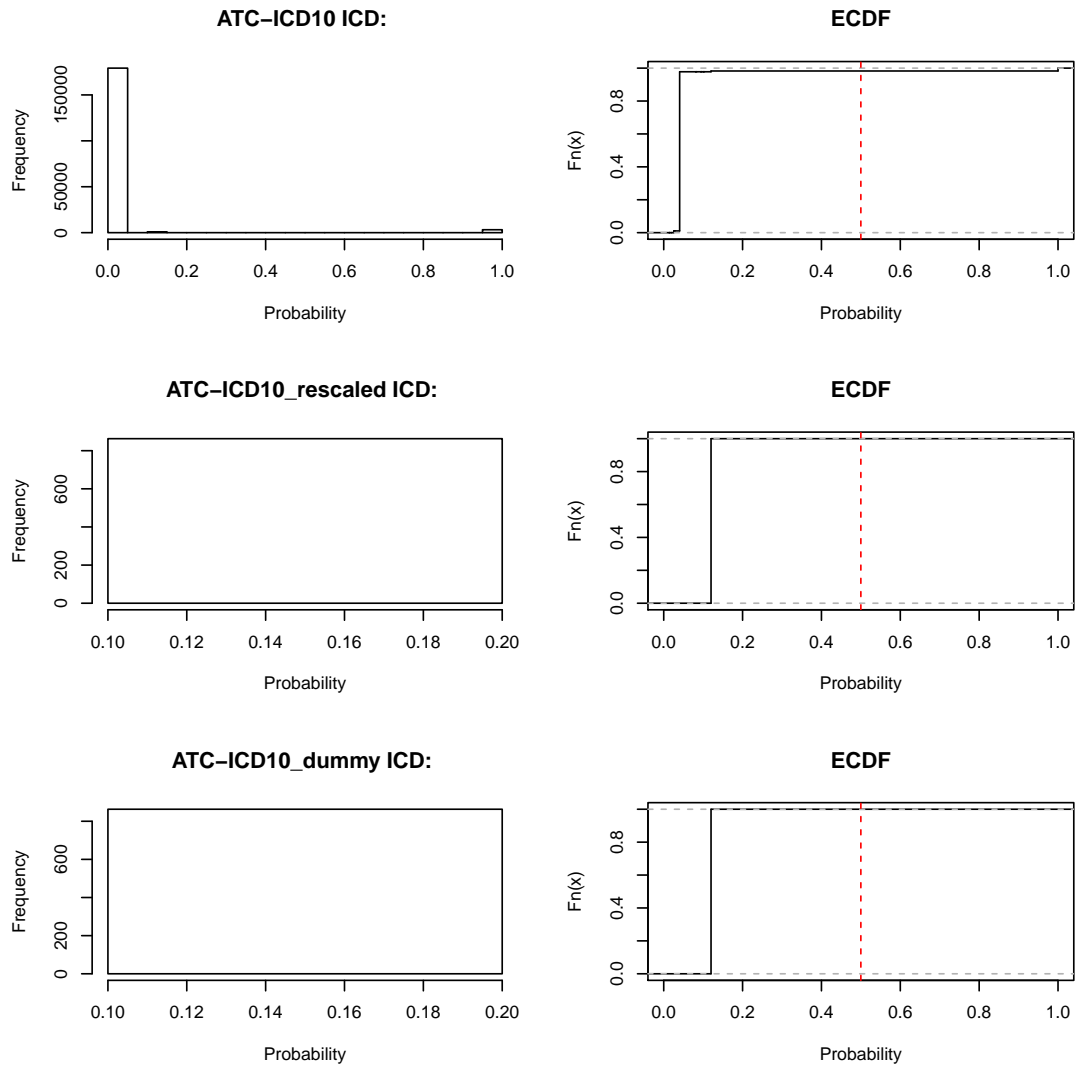 ATC−ICD10 ICD:
Frequency
0
50000
150000
0.0 0.2 0.4 0.6 0.8 1.0
Probability
ECDF
Fn(x)
0.0
0.4
0.8
0.0 0.2 0.4 0.6 0.8 1.0
Probability
ATC−ICD10_rescaled ICD:
Frequency
0
200
600
0.10 0.12 0.14 0.16 0.18 0.20
Probability
ECDF
Fn(x)
0.0
0.4
0.8
0.0 0.2 0.4 0.6 0.8 1.0
Probability
ATC−ICD10_dummy ICD:
Frequency
0
200
600
0.10 0.12 0.14 0.16 0.18 0.20
Probability
ECDF
Fn(x)
0.0
0.4
0.8
0.0 0.2 0.4 0.6 0.8 1.0
Probability